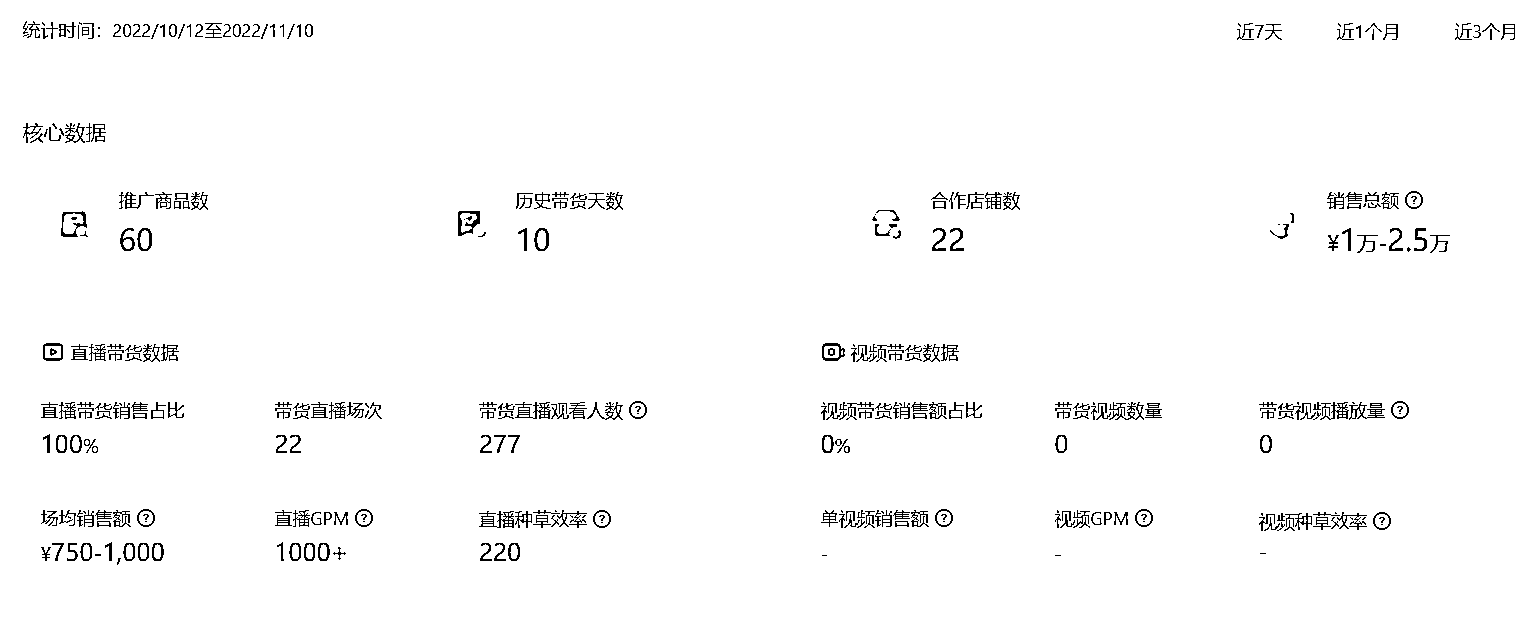 统计时间：2022/10/12至2022/11/10 近7天 近1个月 近3个月
核心数据
推广商品数 历史带货天数 合作店铺数 销售总额
60 10 22 ¥1万-2.5万
直播带货数据 视频带货数据
直播带货销售占比 带货直播场次 带货直播观看人数 视频带货销售额占比 带货视频数量 带货视频播放量
100% 22 277 0% 0 0
场均销售额 直播GPM 直播种草效率 单视频销售额 视频GPM 视频种草效率
¥750-1,000 1000+ 220 - - -